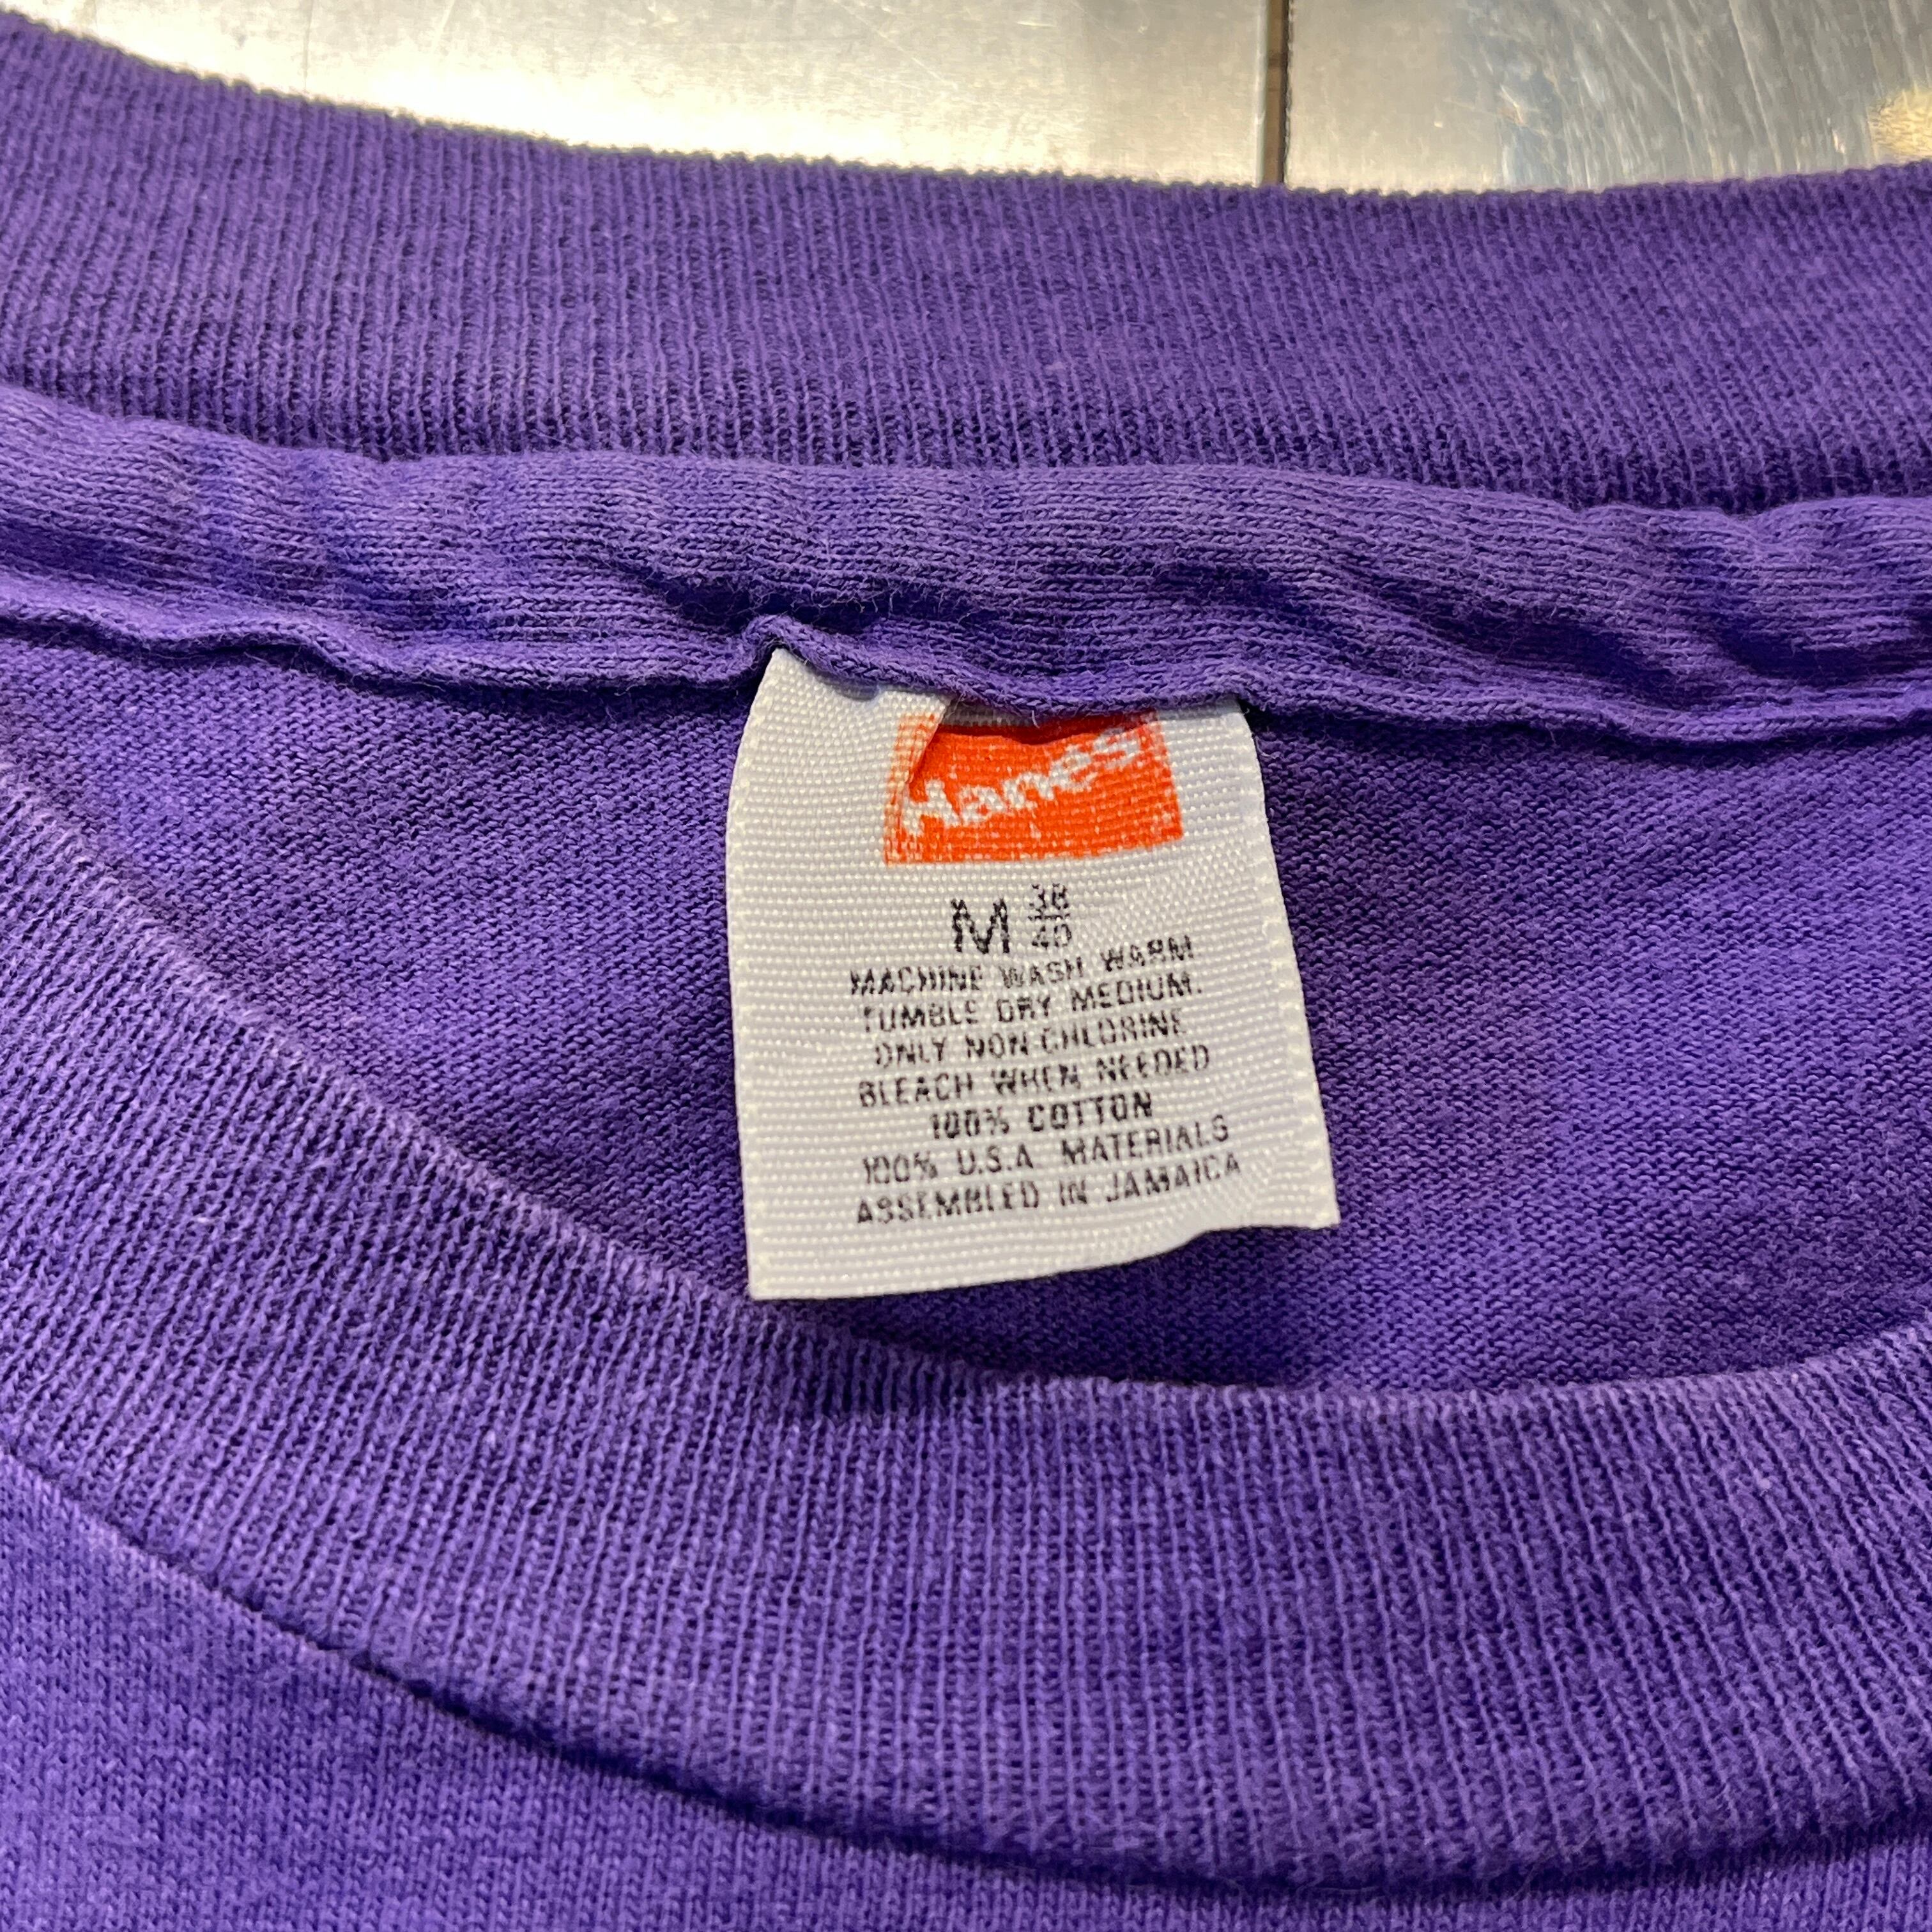 Hanes
M 38/40
MACHINE WASH WARM
TUMBLE DRY MEDIUM.
ONLY NON-CHLORINE
BLEACH WHEN NEEDED
100% COTTON
100% U.S.A. MATERIALS
ASSEMBLED IN JAMAICA